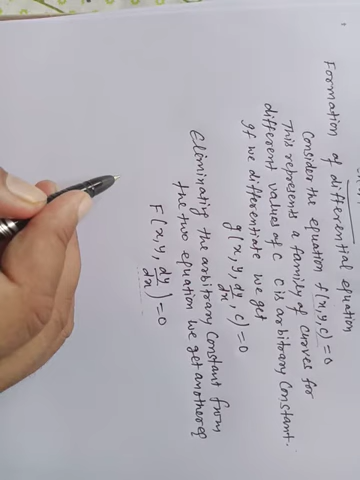 Formation of differential equation
Consider the equation f(x,y,c)=0
This represents a family of curves for
different values of c C is arbitrary constant.
If we differentiate we get
g(x,y,dy/dx,c)=0
Eliminating the arbitrary constant from
the two equation we get another eq
F(x,y,dy/dx)=0